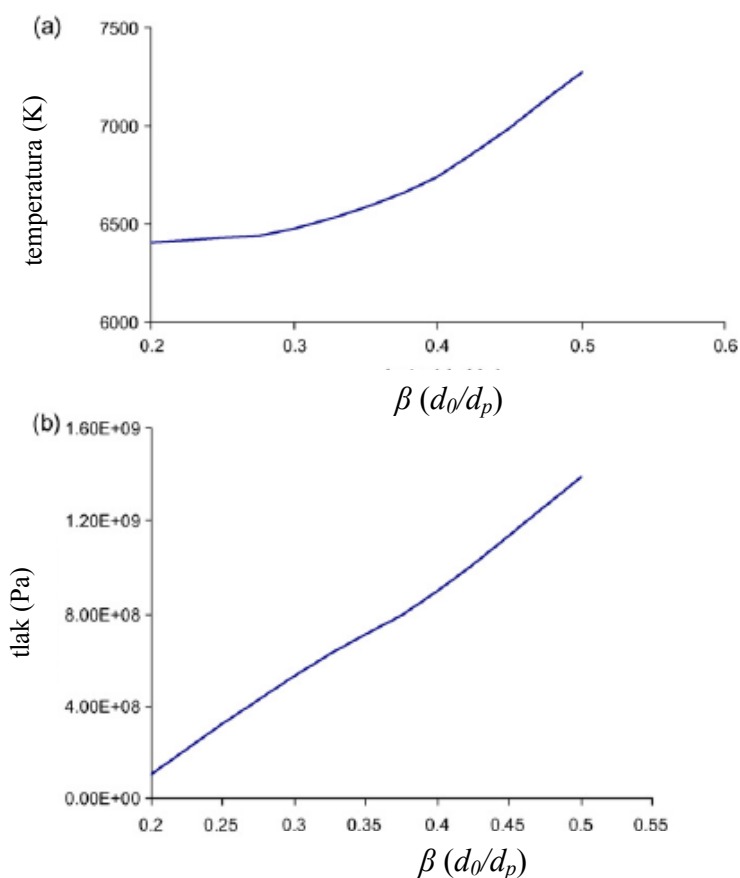 (a)
7500
7000
6500
6000
temperatura (K)
0.2 0.3 0.4 0.5 0.6
β (d0/dp)
(b)
1.60E+09
1.20E+09
8.00E+08
4.00E+08
0.00E+00
tlak (Pa)
0.2 0.25 0.3 0.35 0.4 0.45 0.5 0.55
β (d0/dp)